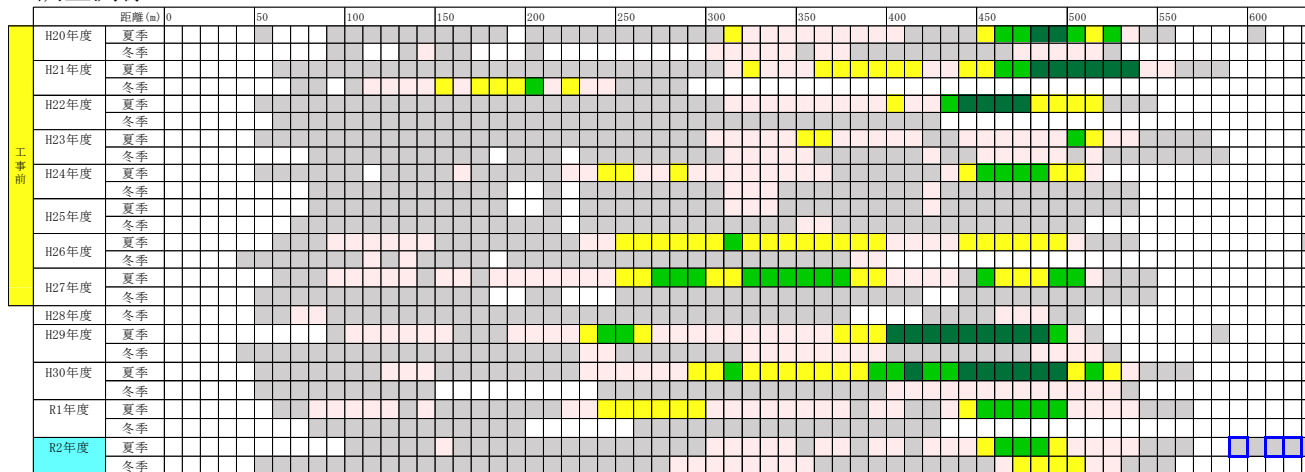 距離(m) 0 50 100 150 200 250 300 350 400 450 500 550 600
工事前
H20年度 夏季
冬季
H21年度 夏季
冬季
H22年度 夏季
冬季
H23年度 夏季
冬季
H24年度 夏季
冬季
H25年度 夏季
冬季
H26年度 夏季
冬季
H27年度 夏季
冬季
H28年度 冬季
H29年度 夏季
冬季
H30年度 夏季
冬季
R1年度 夏季
冬季
R2年度 夏季
冬季